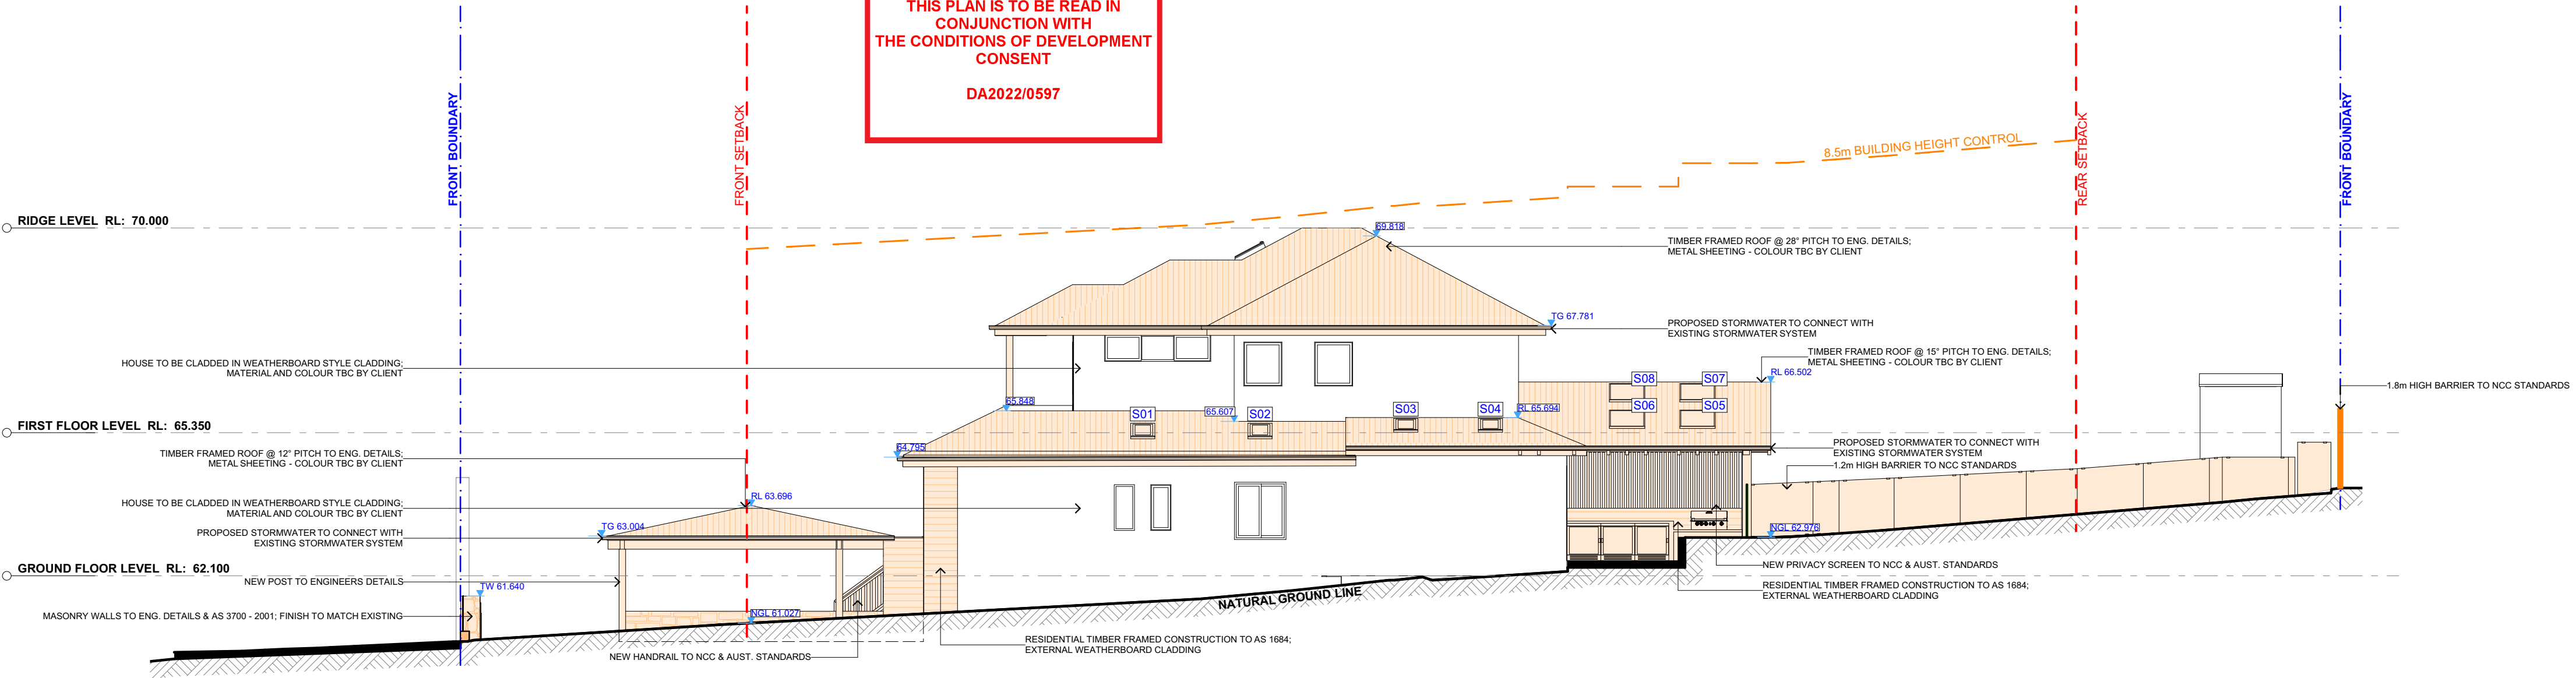 THIS PLAN IS TO BE READ IN
CONJUNCTION WITH
THE CONDITIONS OF DEVELOPMENT
CONSENT
DA2022/0597
FRONT BOUNDARY
FRONT SETBACK
8.5m BUILDING HEIGHT CONTROL
REAR SETBACK
FRONT BOUNDARY
RIDGE LEVEL RL: 70.000
69.818
TIMBER FRAMED ROOF @ 28° PITCH TO ENG. DETAILS;
METAL SHEETING - COLOUR TBC BY CLIENT
TG 67.781
PROPOSED STORMWATER TO CONNECT WITH
EXISTING STORMWATER SYSTEM
TIMBER FRAMED ROOF @ 15° PITCH TO ENG. DETAILS;
METAL SHEETING - COLOUR TBC BY CLIENT
HOUSE TO BE CLADDED IN WEATHERBOARD STYLE CLADDING;
MATERIAL AND COLOUR TBC BY CLIENT
RL 66.502
S08
S07
1.8m HIGH BARRIER TO NCC STANDARDS
65.848
S01
65.607
S02
S03
S04
RL 65.694
S06
S05
FIRST FLOOR LEVEL RL: 65.350
64.795
PROPOSED STORMWATER TO CONNECT WITH
EXISTING STORMWATER SYSTEM
1.2m HIGH BARRIER TO NCC STANDARDS
TIMBER FRAMED ROOF @ 12° PITCH TO ENG. DETAILS;
METAL SHEETING - COLOUR TBC BY CLIENT
RL 63.696
HOUSE TO BE CLADDED IN WEATHERBOARD STYLE CLADDING;
MATERIAL AND COLOUR TBC BY CLIENT
TG 63.004
NGL 62.976
PROPOSED STORMWATER TO CONNECT WITH
EXISTING STORMWATER SYSTEM
GROUND FLOOR LEVEL RL: 62.100
NEW POST TO ENGINEERS DETAILS
TW 61.640
NEW PRIVACY SCREEN TO NCC & AUST. STANDARDS
RESIDENTIAL TIMBER FRAMED CONSTRUCTION TO AS 1684;
EXTERNAL WEATHERBOARD CLADDING
NATURAL GROUND LINE
NGL 61.027
MASONRY WALLS TO ENG. DETAILS & AS 3700 - 2001; FINISH TO MATCH EXISTING
RESIDENTIAL TIMBER FRAMED CONSTRUCTION TO AS 1684;
EXTERNAL WEATHERBOARD CLADDING
NEW HANDRAIL TO NCC & AUST. STANDARDS